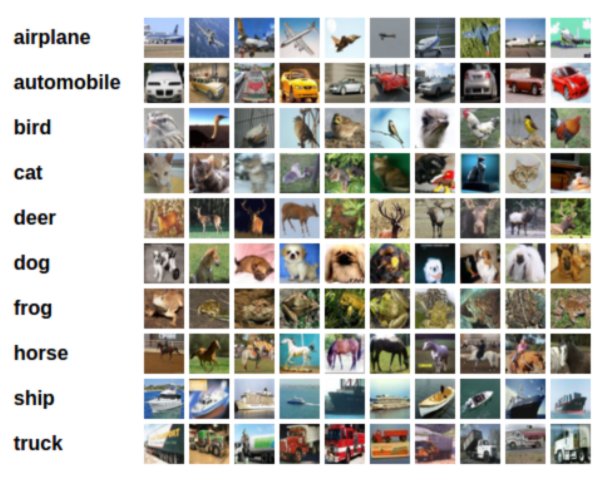 airplane
automobile
bird
cat
deer
dog
frog
horse
ship
truck